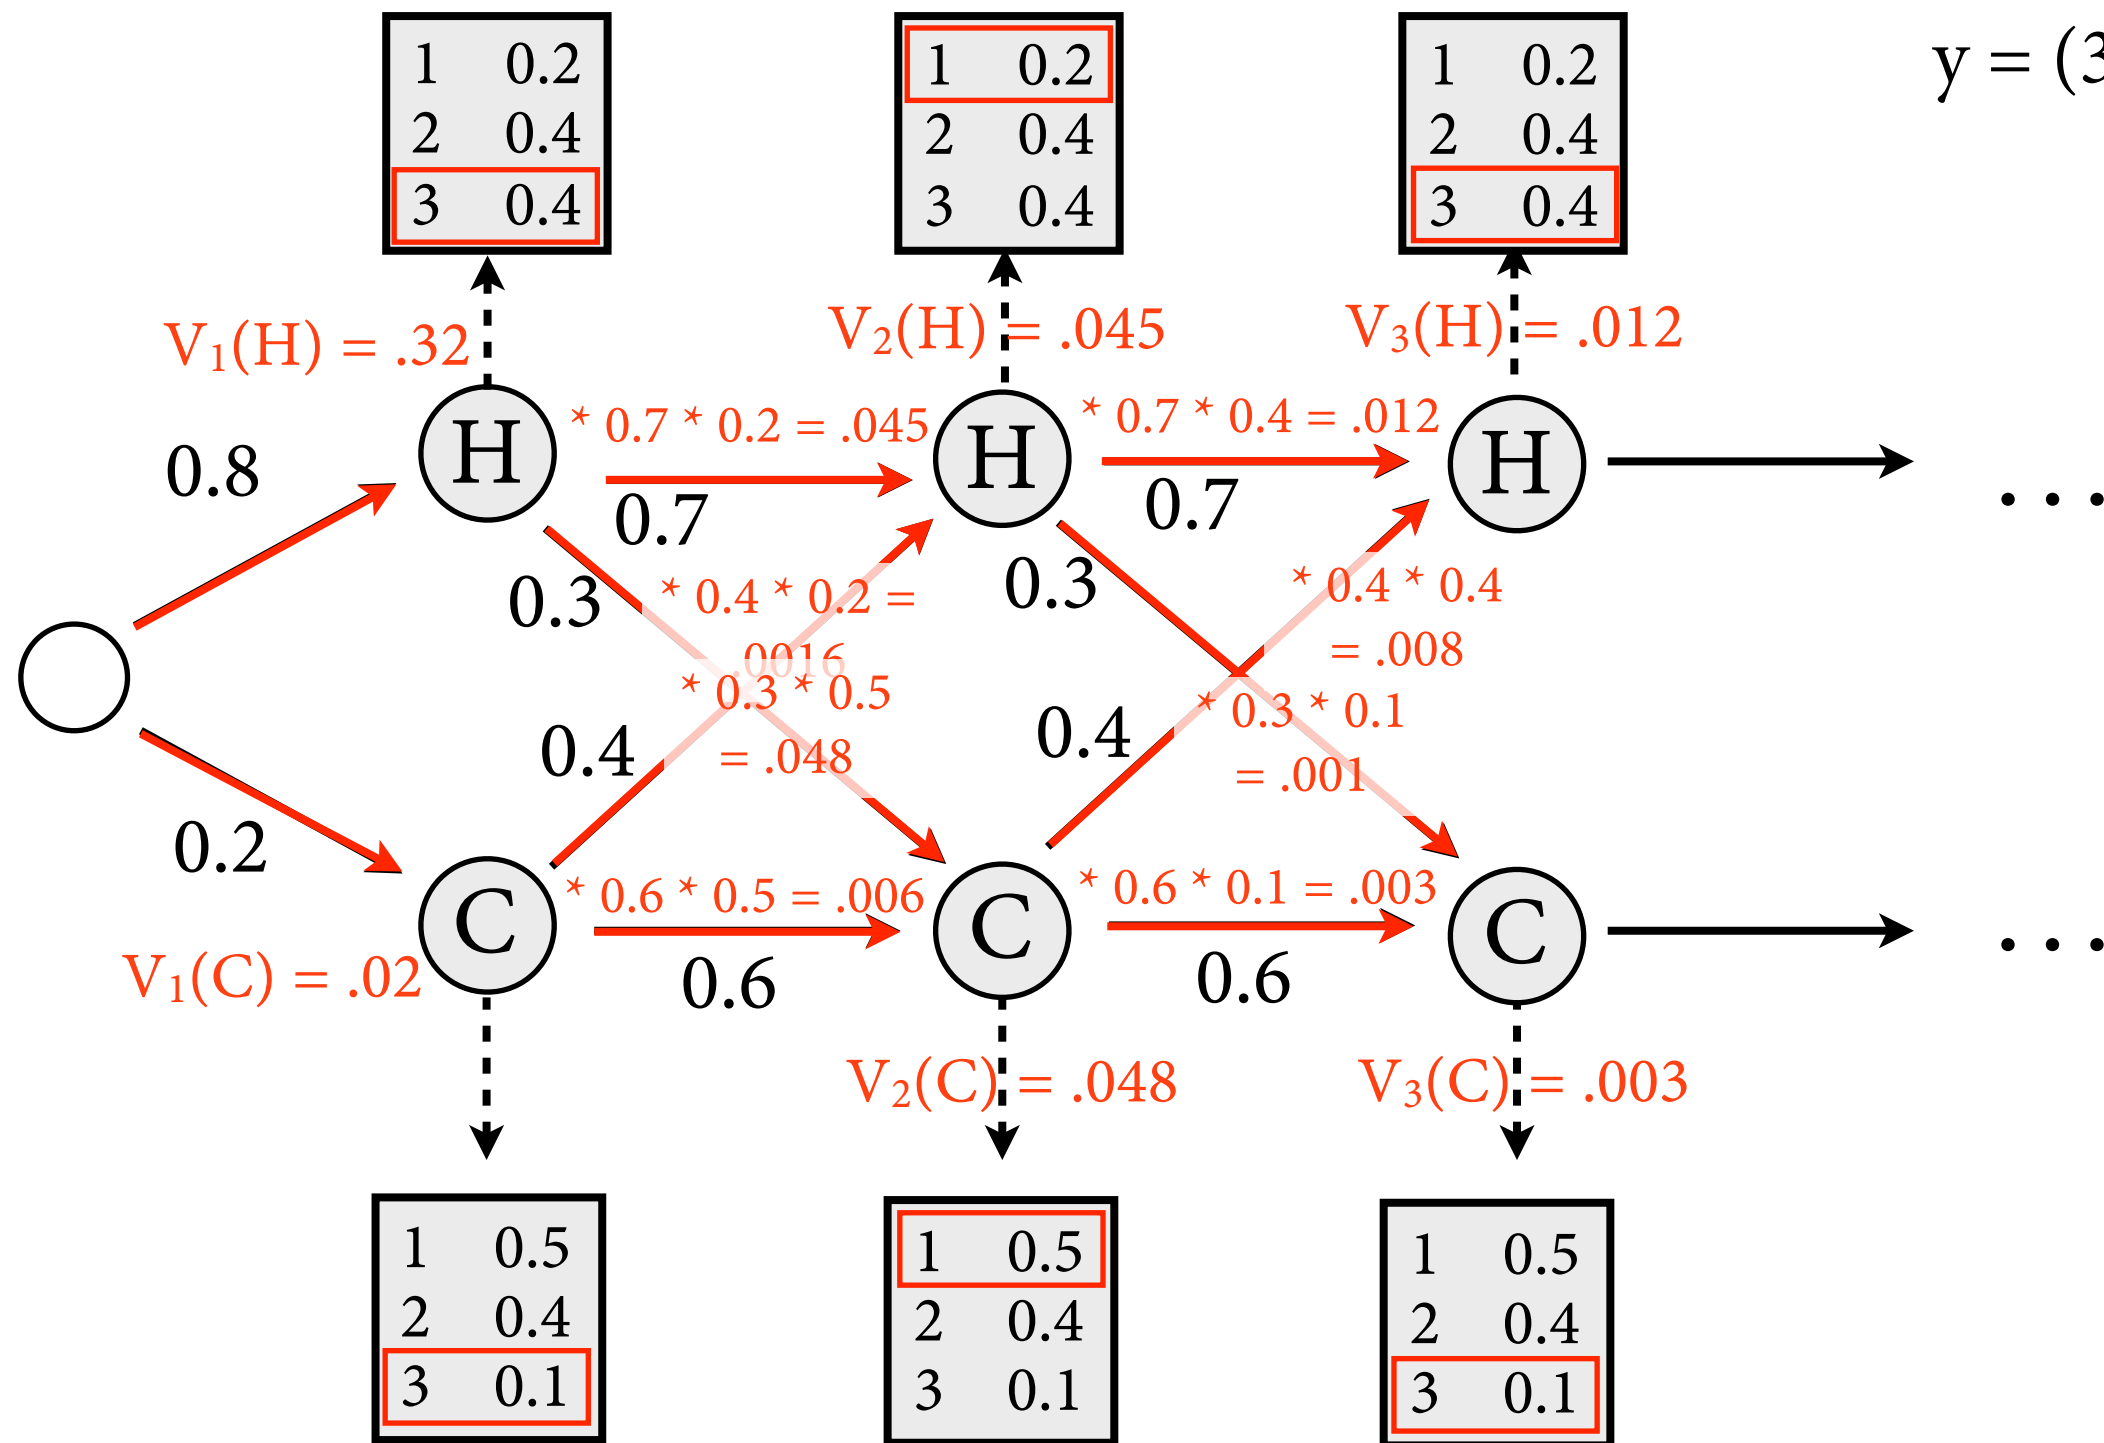 1 0.2
2 0.4
3 0.4
1 0.2
2 0.4
3 0.4
1 0.2
2 0.4
3 0.4
y = (3
V₁(H) = .32
V₂(H) = .045
V₃(H) = .012
0.8
H
* 0.7 * 0.2 = .045
0.7
H
* 0.7 * 0.4 = .012
0.7
H
...
0.3
* 0.4 * 0.2 =
.0016
* 0.3 * 0.5
= .048
0.4
0.3
* 0.4 * 0.4
= .008
* 0.3 * 0.1
= .001
0.4
0.2
C
* 0.6 * 0.5 = .006
0.6
C
* 0.6 * 0.1 = .003
0.6
C
...
V₁(C) = .02
V₂(C) = .048
V₃(C) = .003
1 0.5
2 0.4
3 0.1
1 0.5
2 0.4
3 0.1
1 0.5
2 0.4
3 0.1